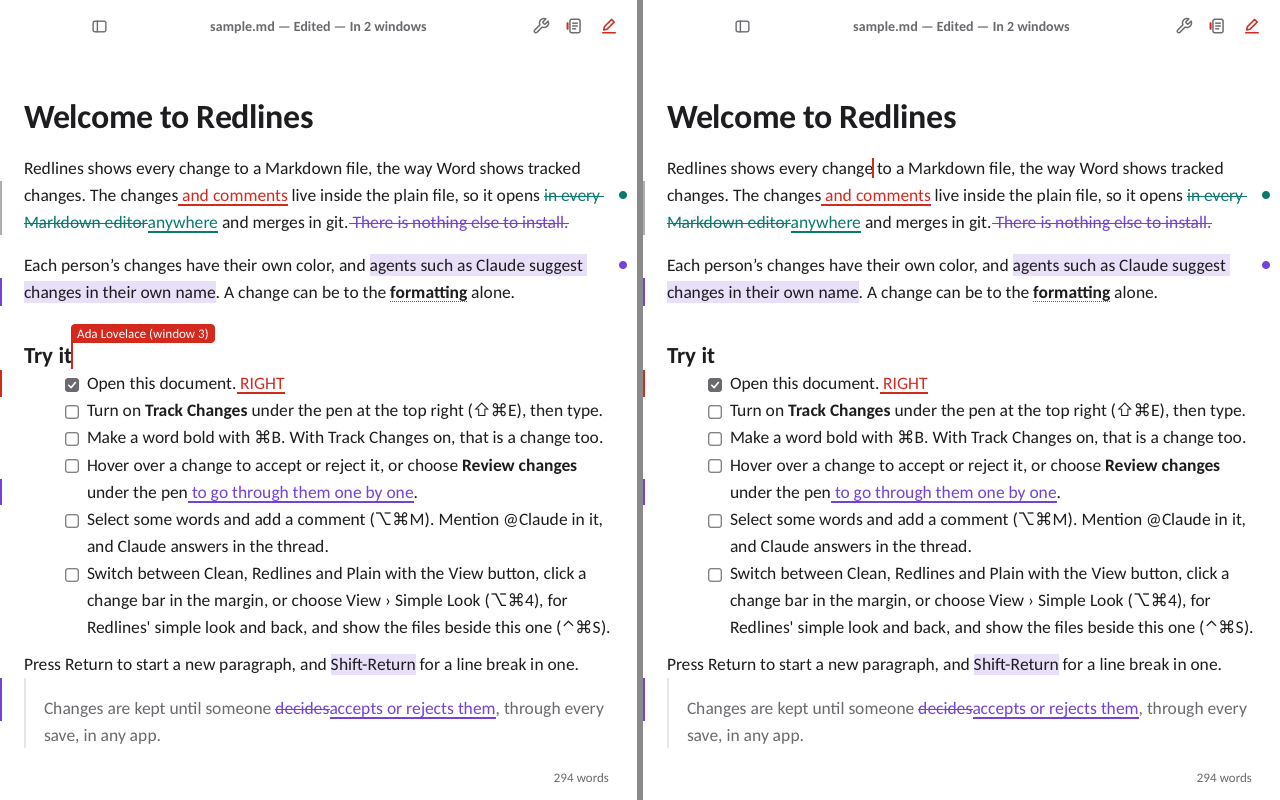 sample.md — Edited — In 2 windows
Welcome to Redlines
Redlines shows every change to a Markdown file, the way Word shows tracked
changes. The changes and comments live inside the plain file, so it opens in every
Markdown editoranywhere and merges in git. There is nothing else to install.
Each person’s changes have their own color, and agents such as Claude suggest
changes in their own name. A change can be to the formatting alone.
Ada Lovelace (window 3)
Try it
Open this document. RIGHT
Turn on Track Changes under the pen at the top right (⇧⌘E), then type.
Make a word bold with ⌘B. With Track Changes on, that is a change too.
Hover over a change to accept or reject it, or choose Review changes
under the pen to go through them one by one.
Select some words and add a comment (⌥⌘M). Mention @Claude in it,
and Claude answers in the thread.
Switch between Clean, Redlines and Plain with the View button, click a
change bar in the margin, or choose View › Simple Look (⌥⌘4), for
Redlines' simple look and back, and show the files beside this one (^⌘S).
Press Return to start a new paragraph, and Shift-Return for a line break in one.
Changes are kept until someone decidesaccepts or rejects them, through every
save, in any app.
294 words
sample.md — Edited — In 2 windows
Welcome to Redlines
Redlines shows every change to a Markdown file, the way Word shows tracked
changes. The changes and comments live inside the plain file, so it opens in every
Markdown editoranywhere and merges in git. There is nothing else to install.
Each person’s changes have their own color, and agents such as Claude suggest
changes in their own name. A change can be to the formatting alone.
Try it
Open this document. RIGHT
Turn on Track Changes under the pen at the top right (⇧⌘E), then type.
Make a word bold with ⌘B. With Track Changes on, that is a change too.
Hover over a change to accept or reject it, or choose Review changes
under the pen to go through them one by one.
Select some words and add a comment (⌥⌘M). Mention @Claude in it,
and Claude answers in the thread.
Switch between Clean, Redlines and Plain with the View button, click a
change bar in the margin, or choose View › Simple Look (⌥⌘4), for
Redlines' simple look and back, and show the files beside this one (^⌘S).
Press Return to start a new paragraph, and Shift-Return for a line break in one.
Changes are kept until someone decidesaccepts or rejects them, through every
save, in any app.
294 words